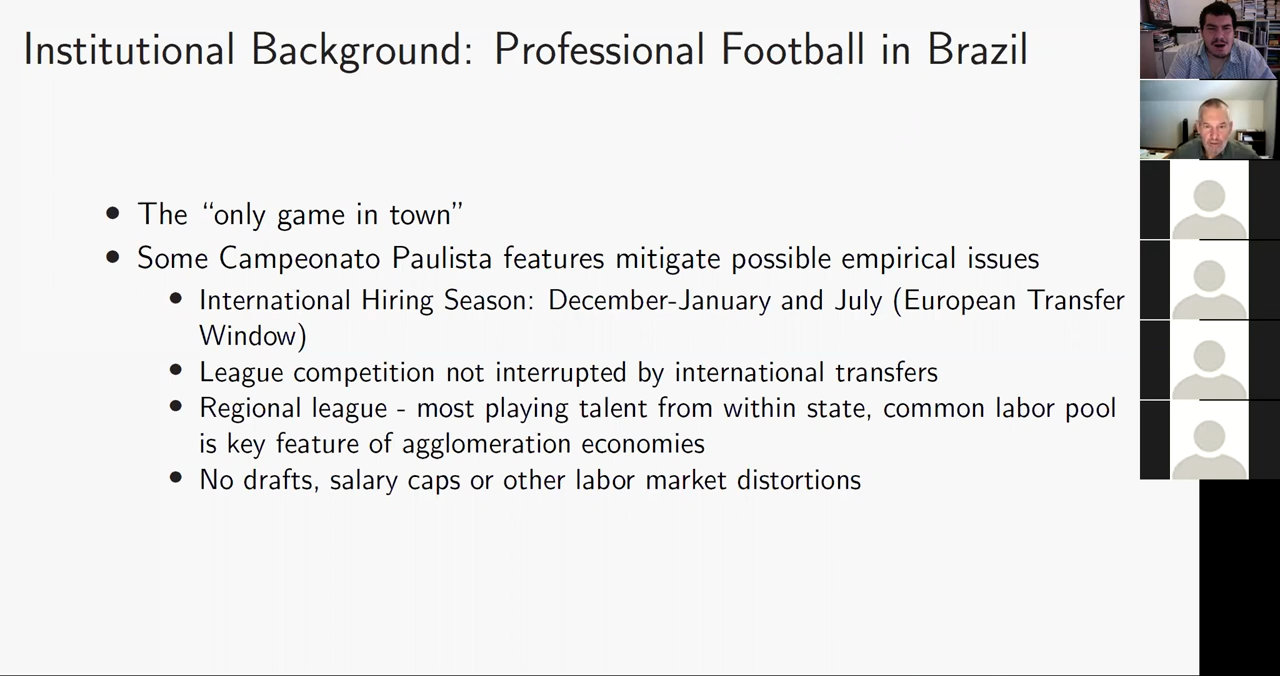 Institutional Background: Professional Football in Brazil
• The “only game in town”
• Some Campeonato Paulista features mitigate possible empirical issues
• International Hiring Season: December-January and July (European Transfer
Window)
• League competition not interrupted by international transfers
• Regional league - most playing talent from within state, common labor pool
is key feature of agglomeration economies
• No drafts, salary caps or other labor market distortions